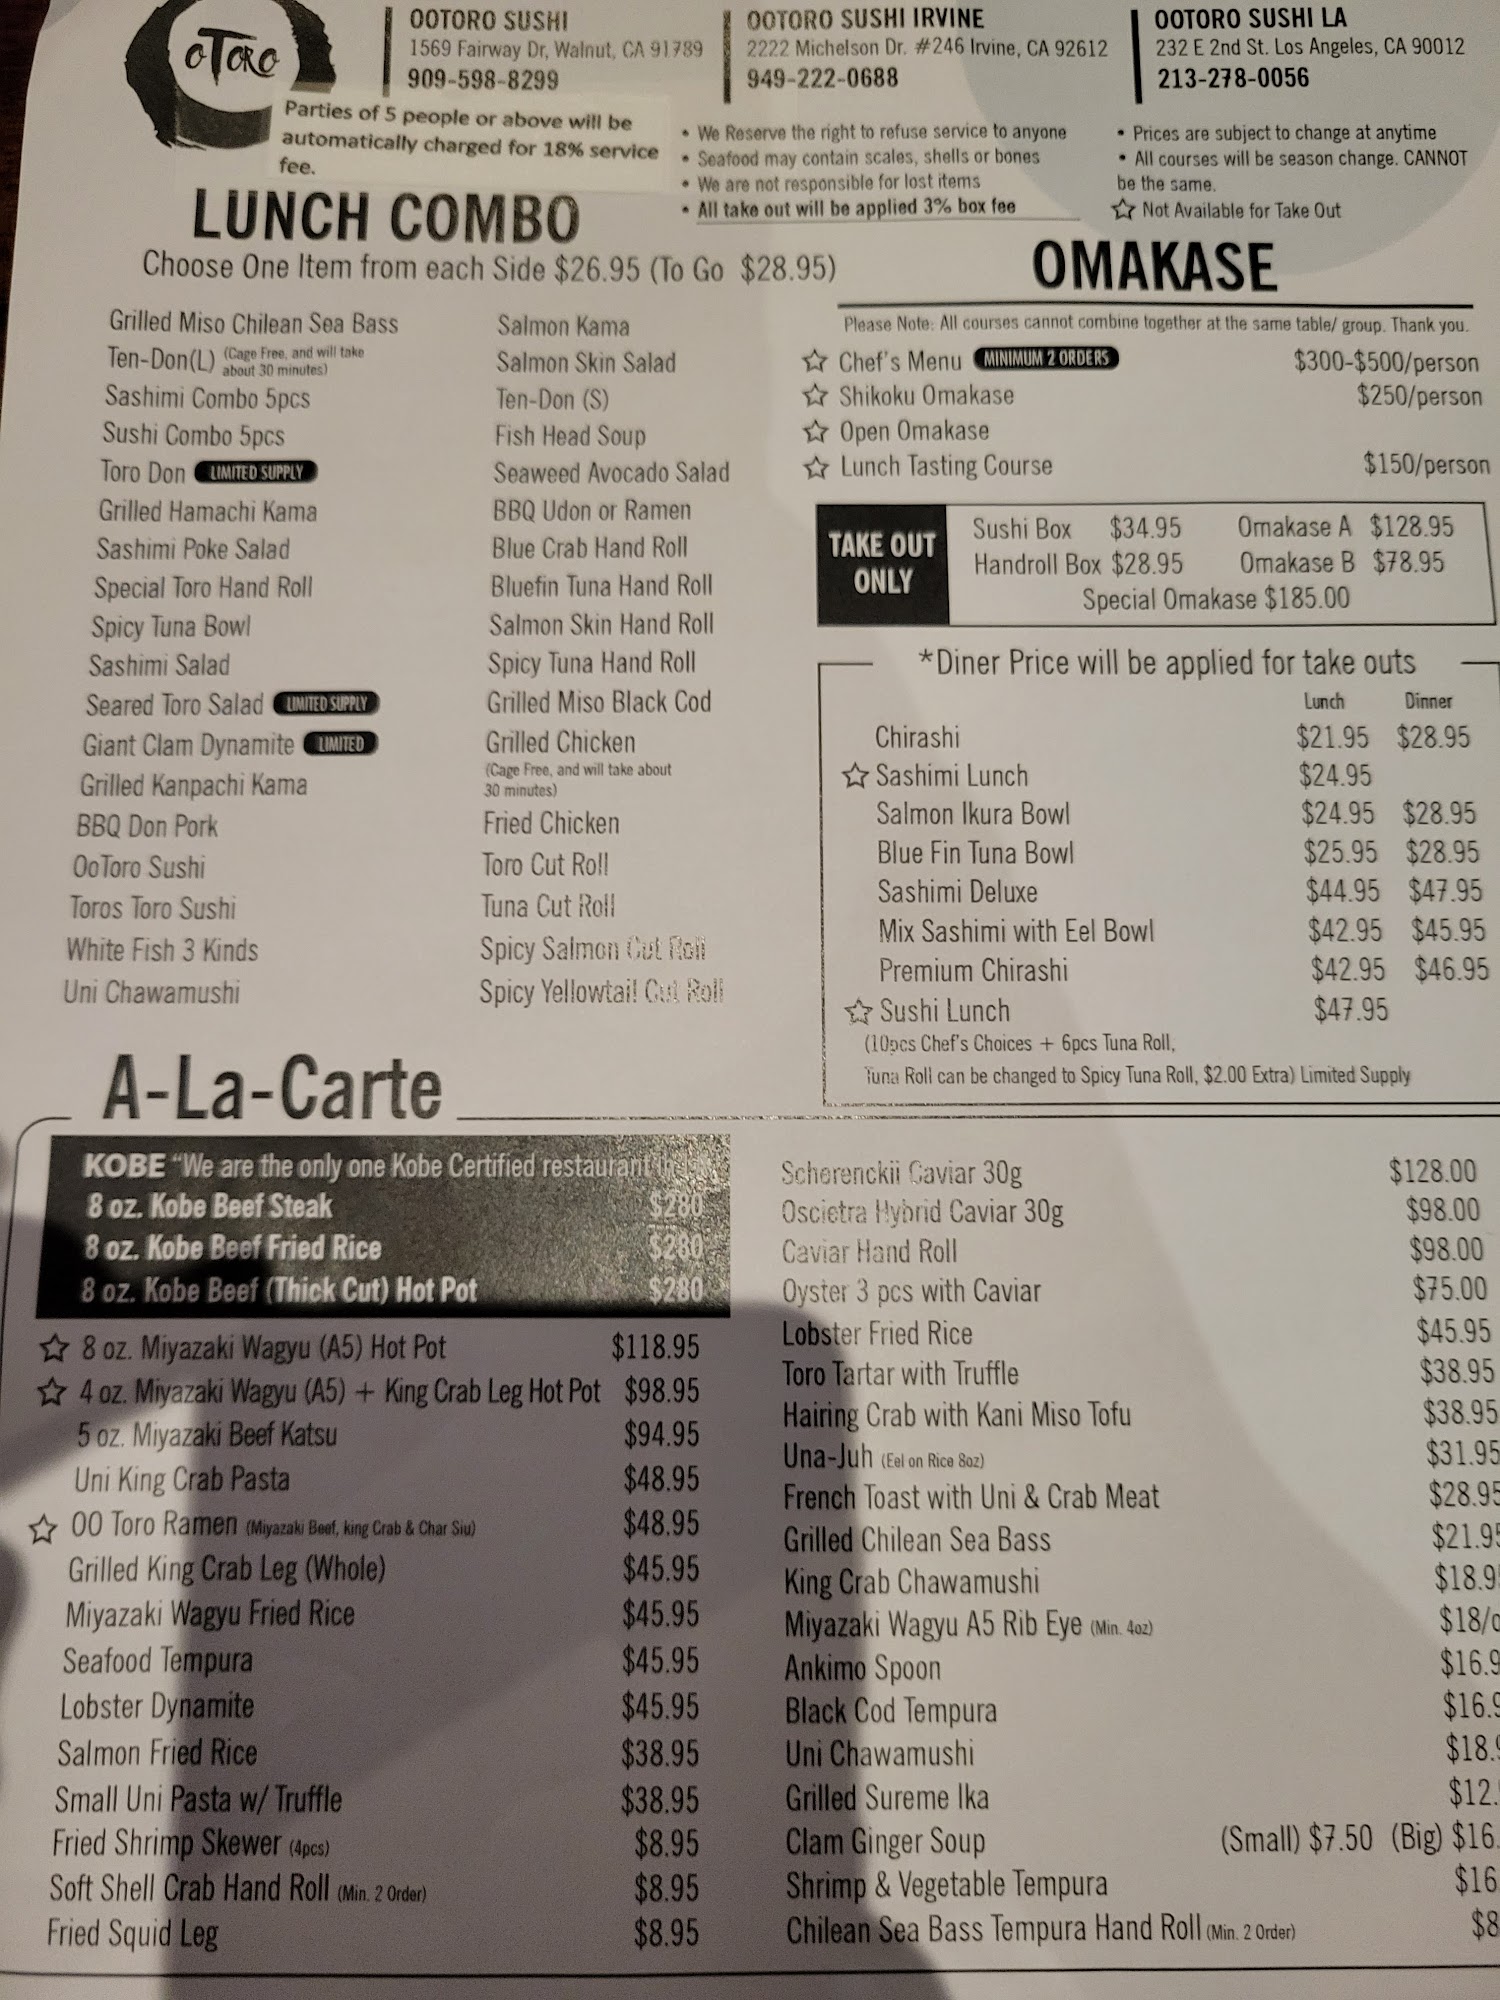 OOTORO
OOTORO SUSHI
1569 Fairway Dr, Walnut, CA 91789
909-598-8299
OOTORO SUSHI IRVINE
2222 Michelson Dr. #246 Irvine, CA 92612
949-222-0688
OOTORO SUSHI LA
232 E 2nd St. Los Angeles, CA 90012
213-278-0056
Parties of 5 people or above will be
automatically charged for 18% service
fee.
• We Reserve the right to refuse service to anyone
• Seafood may contain scales, shells or bones
• We are not responsible for lost items
• All take out will be applied 3% box fee
• Prices are subject to change at anytime
• All courses will be season change. CANNOT
be the same.
☆ Not Available for Take Out
LUNCH COMBO
Choose One Item from each Side $26.95 (To Go $28.95)
Grilled Miso Chilean Sea Bass
Ten-Don(L) (Cage Free, and will take
about 30 minutes)
Sashimi Combo 5pcs
Sushi Combo 5pcs
Toro Don LIMITED SUPPLY
Grilled Hamachi Kama
Sashimi Poke Salad
Special Toro Hand Roll
Spicy Tuna Bowl
Sashimi Salad
Seared Toro Salad LIMITED SUPPLY
Giant Clam Dynamite LIMITED
Grilled Kanpachi Kama
BBQ Don Pork
OoToro Sushi
Toros Toro Sushi
White Fish 3 Kinds
Uni Chawamushi
Salmon Kama
Salmon Skin Salad
Ten-Don (S)
Fish Head Soup
Seaweed Avocado Salad
BBQ Udon or Ramen
Blue Crab Hand Roll
Bluefin Tuna Hand Roll
Salmon Skin Hand Roll
Spicy Tuna Hand Roll
Grilled Miso Black Cod
Grilled Chicken
(Cage Free, and will take about
30 minutes)
Fried Chicken
Toro Cut Roll
Tuna Cut Roll
Spicy Salmon Cut Roll
Spicy Yellowtail Cut Roll
OMAKASE
Please Note: All courses cannot combine together at the same table/ group. Thank you.
☆ Chef's Menu MINIMUM 2 ORDERS $300-$500/person
☆ Shikoku Omakase $250/person
☆ Open Omakase
☆ Lunch Tasting Course $150/person
TAKE OUT
ONLY
Sushi Box $34.95 Omakase A $128.95
Handroll Box $28.95 Omakase B $78.95
Special Omakase $185.00
*Diner Price will be applied for take outs
Lunch Dinner
Chirashi $21.95 $28.95
☆ Sashimi Lunch $24.95
Salmon Ikura Bowl $24.95 $28.95
Blue Fin Tuna Bowl $25.95 $28.95
Sashimi Deluxe $44.95 $47.95
Mix Sashimi with Eel Bowl $42.95 $45.95
Premium Chirashi $42.95 $46.95
☆ Sushi Lunch $47.95
(10pcs Chef's Choices + 6pcs Tuna Roll,
Tuna Roll can be changed to Spicy Tuna Roll, $2.00 Extra) Limited Supply
A-La-Carte
KOBE "We are the only one Kobe Certified restaurant
8 oz. Kobe Beef Steak $280
8 oz. Kobe Beef Fried Rice $280
8 oz. Kobe Beef (Thick Cut) Hot Pot $280
☆ 8 oz. Miyazaki Wagyu (A5) Hot Pot $118.95
☆ 4 oz. Miyazaki Wagyu (A5) + King Crab Leg Hot Pot $98.95
5 oz. Miyazaki Beef Katsu $94.95
Uni King Crab Pasta $48.95
☆ OO Toro Ramen (Miyazaki Beef, king Crab & Char Siu) $48.95
Grilled King Crab Leg (Whole) $45.95
Miyazaki Wagyu Fried Rice $45.95
Seafood Tempura $45.95
Lobster Dynamite $45.95
Salmon Fried Rice $38.95
Small Uni Pasta w/ Truffle $38.95
Fried Shrimp Skewer (4pcs) $8.95
Soft Shell Crab Hand Roll (Min. 2 Order) $8.95
Fried Squid Leg $8.95
Scherenckii Caviar 30g $128.00
Oscietra Hybrid Caviar 30g $98.00
Caviar Hand Roll $98.00
Oyster 3 pcs with Caviar $75.00
Lobster Fried Rice $45.95
Toro Tartar with Truffle $38.95
Hairing Crab with Kani Miso Tofu $38.95
Una-Juh (Eel on Rice 8oz) $31.95
French Toast with Uni & Crab Meat $28.95
Grilled Chilean Sea Bass $21.95
King Crab Chawamushi $18.9
Miyazaki Wagyu A5 Rib Eye (Min. 4oz) $18/o
Ankimo Spoon $16.9
Black Cod Tempura $16.9
Uni Chawamushi $18.9
Grilled Sureme Ika $12.
Clam Ginger Soup (Small) $7.50 (Big) $16.
Shrimp & Vegetable Tempura $16
Chilean Sea Bass Tempura Hand Roll (Min. 2 Order) $8